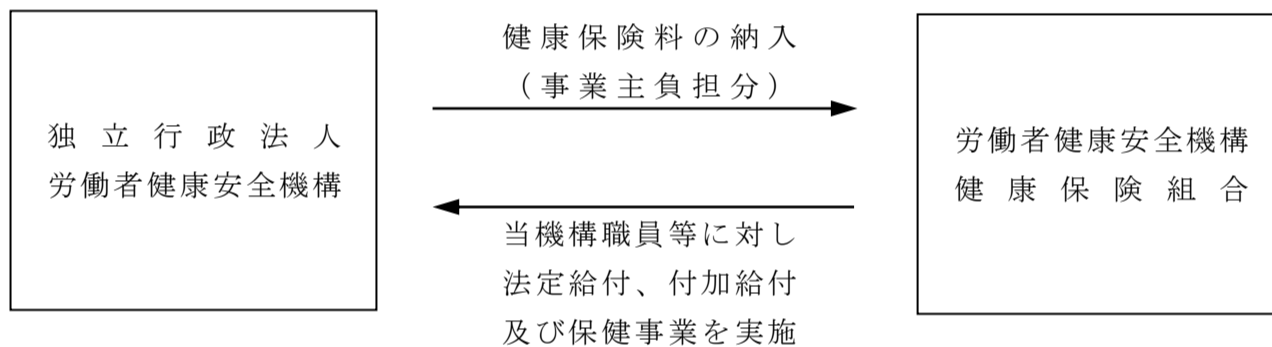 独立行政法人
労働者健康安全機構
健康保険料の納入
（事業主負担分）
当機構職員等に対し
法定給付、付加給付
及び保健事業を実施
労働者健康安全機構
健康保険組合